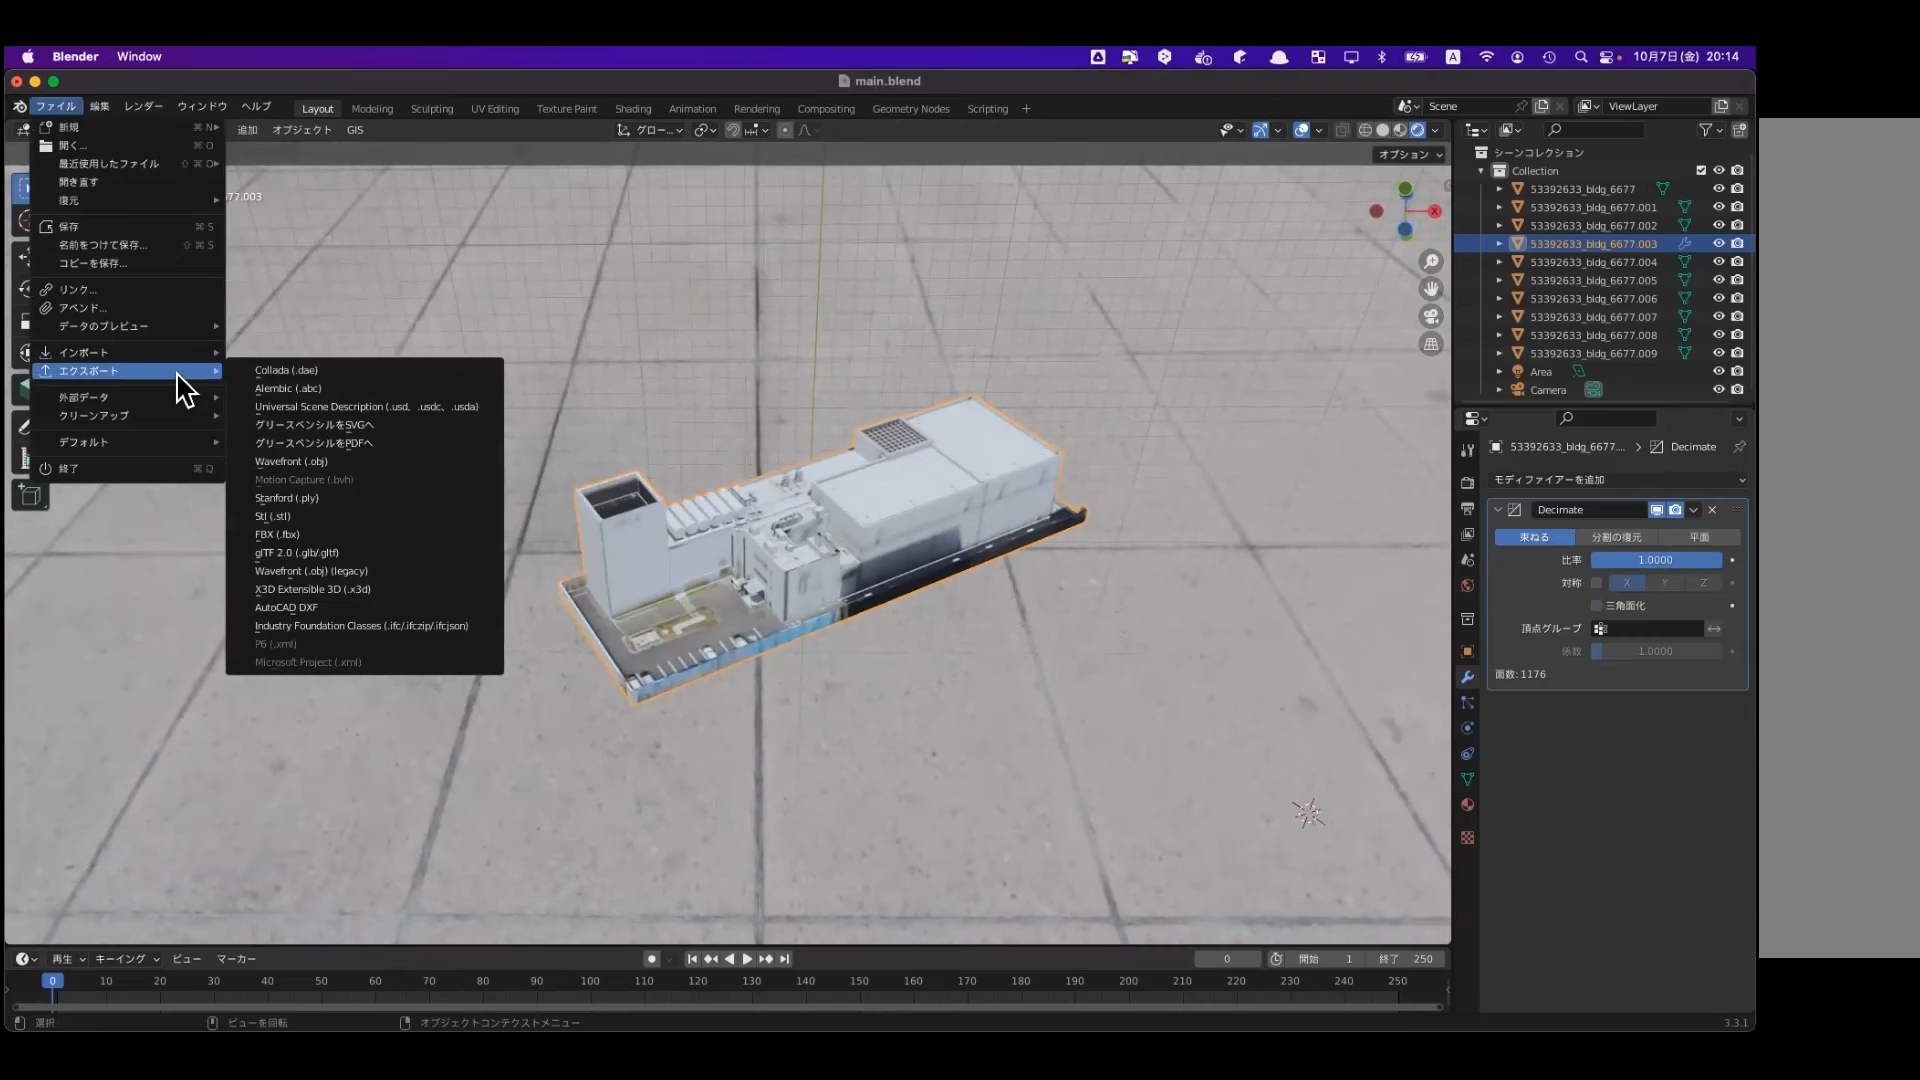 Blender Window
A 10月7日(金) 20:14
main.blend
ファイル 編集 レンダー ウィンドウ ヘルプ
Layout Modeling Sculpting UV Editing Texture Paint Shading Animation Rendering Compositing Geometry Nodes Scripting +
Scene
ViewLayer
追加 オブジェクト GIS
グロー...
オプション
77.003
新規 ⌘ N
開く... ⌘ O
最近使用したファイル ⇧ ⌘ O
開き直す
復元
保存 ⌘ S
名前をつけて保存... ⇧ ⌘ S
コピーを保存...
リンク...
アペンド...
データのプレビュー
インポート
エクスポート
外部データ
クリーンアップ
デフォルト
終了 ⌘ Q
Collada (.dae)
Alembic (.abc)
Universal Scene Description (.usd、.usdc、.usda)
グリースペンシルをSVGへ
グリースペンシルをPDFへ
Wavefront (.obj)
Motion Capture (.bvh)
Stanford (.ply)
Stl (.stl)
FBX (.fbx)
glTF 2.0 (.glb/.gltf)
Wavefront (.obj) (legacy)
X3D Extensible 3D (.x3d)
AutoCAD DXF
Industry Foundation Classes (.ifc/.ifczip/.ifcjson)
P6 (.xml)
Microsoft Project (.xml)
X
シーンコレクション
Collection
53392633_bldg_6677
53392633_bldg_6677.001
53392633_bldg_6677.002
53392633_bldg_6677.003
53392633_bldg_6677.004
53392633_bldg_6677.005
53392633_bldg_6677.006
53392633_bldg_6677.007
53392633_bldg_6677.008
53392633_bldg_6677.009
Area
Camera
53392633_bldg_6677.... Decimate
モディファイアーを追加
Decimate
束ねる 分割の復元 平面
比率 1.0000
対称 X Y Z
三角面化
頂点グループ
係数 1.0000
面数: 1176
再生 キーイング ビュー マーカー
0 開始 1 終了 250
0 10 20 30 40 50 60 70 80 90 100 110 120 130 140 150 160 170 180 190 200 210 220 230 240 250
選択 ビューを回転 オブジェクトコンテクストメニュー
3.3.1